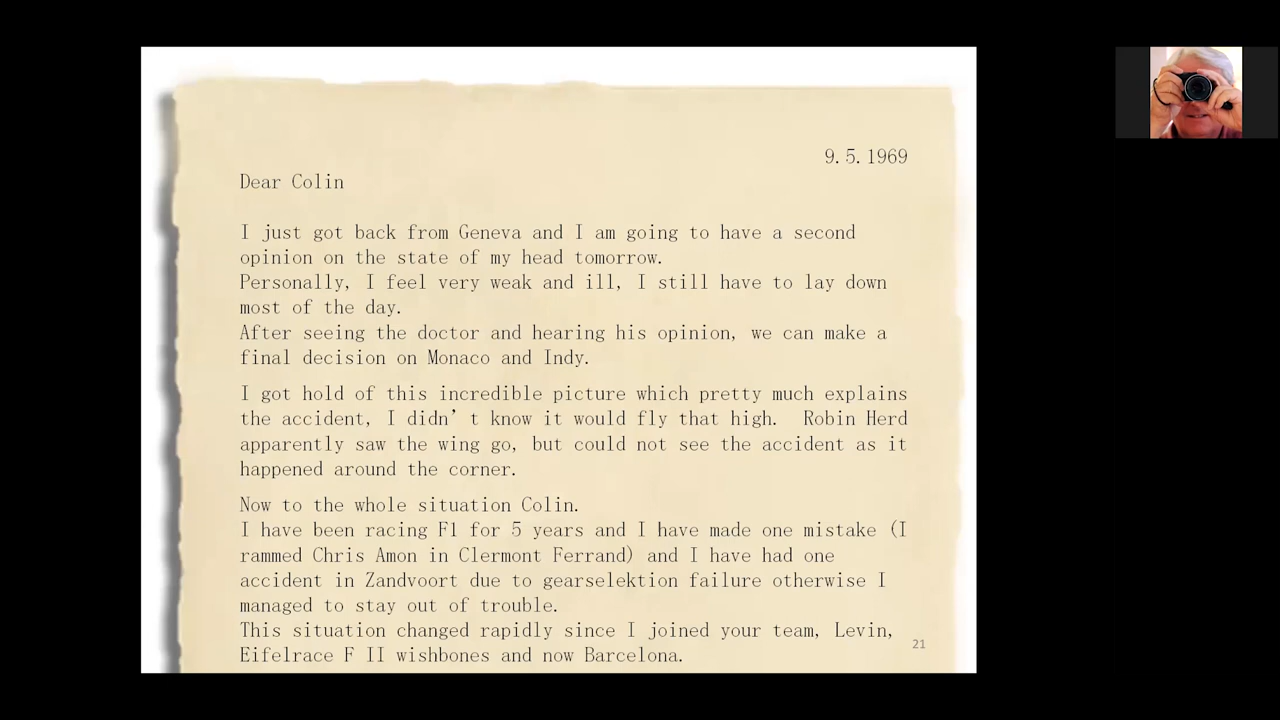 9.5.1969
Dear Colin
I just got back from Geneva and I am going to have a second
opinion on the state of my head tomorrow.
Personally, I feel very weak and ill, I still have to lay down
most of the day.
After seeing the doctor and hearing his opinion, we can make a
final decision on Monaco and Indy.
I got hold of this incredible picture which pretty much explains
the accident, I didn’t know it would fly that high.  Robin Herd
apparently saw the wing go, but could not see the accident as it
happened around the corner.
Now to the whole situation Colin.
I have been racing F1 for 5 years and I have made one mistake (I
rammed Chris Amon in Clermont Ferrand) and I have had one
accident in Zandvoort due to gearselektion failure otherwise I
managed to stay out of trouble.
This situation changed rapidly since I joined your team, Levin,
Eifelrace F II wishbones and now Barcelona.
21